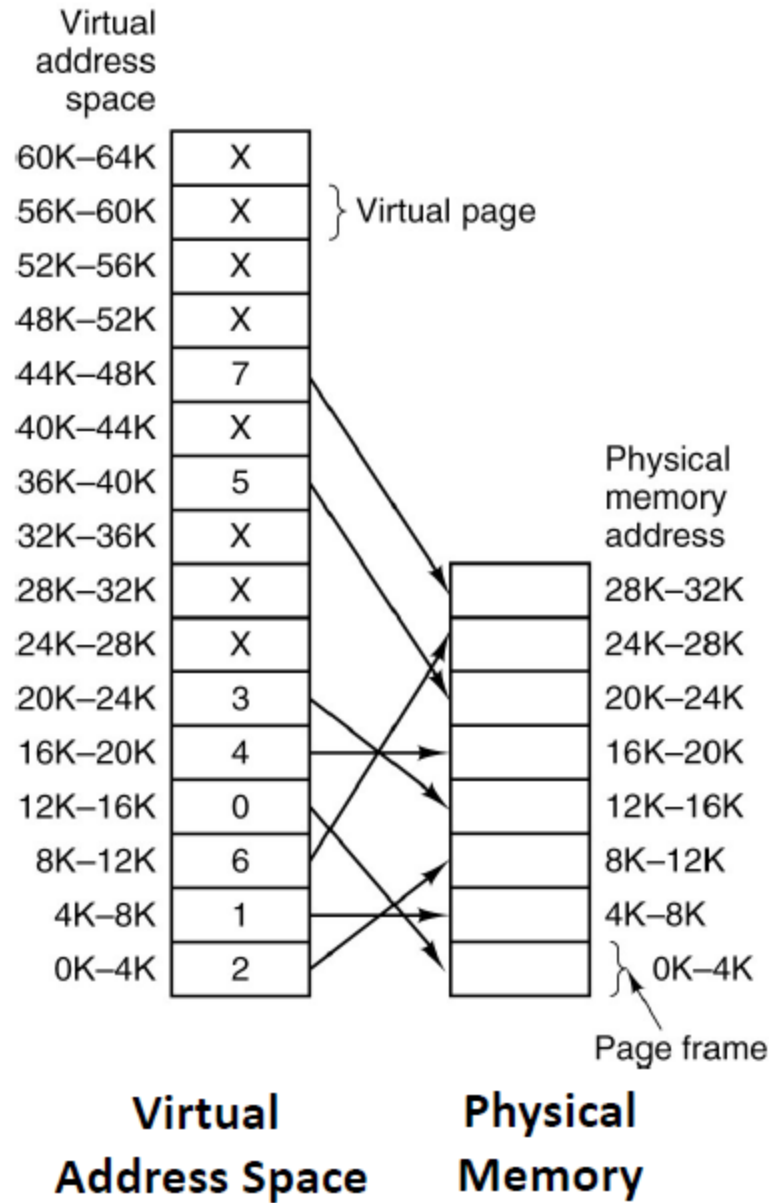 Virtual
address
space
60K–64K X
56K–60K X Virtual page
52K–56K X
48K–52K X
44K–48K 7
40K–44K X
36K–40K 5
32K–36K X
28K–32K X
24K–28K X
20K–24K 3
16K–20K 4
12K–16K 0
8K–12K 6
4K–8K 1
0K–4K 2
Physical
memory
address
28K–32K
24K–28K
20K–24K
16K–20K
12K–16K
8K–12K
4K–8K
0K–4K
Page frame
Virtual
Address Space
Physical
Memory